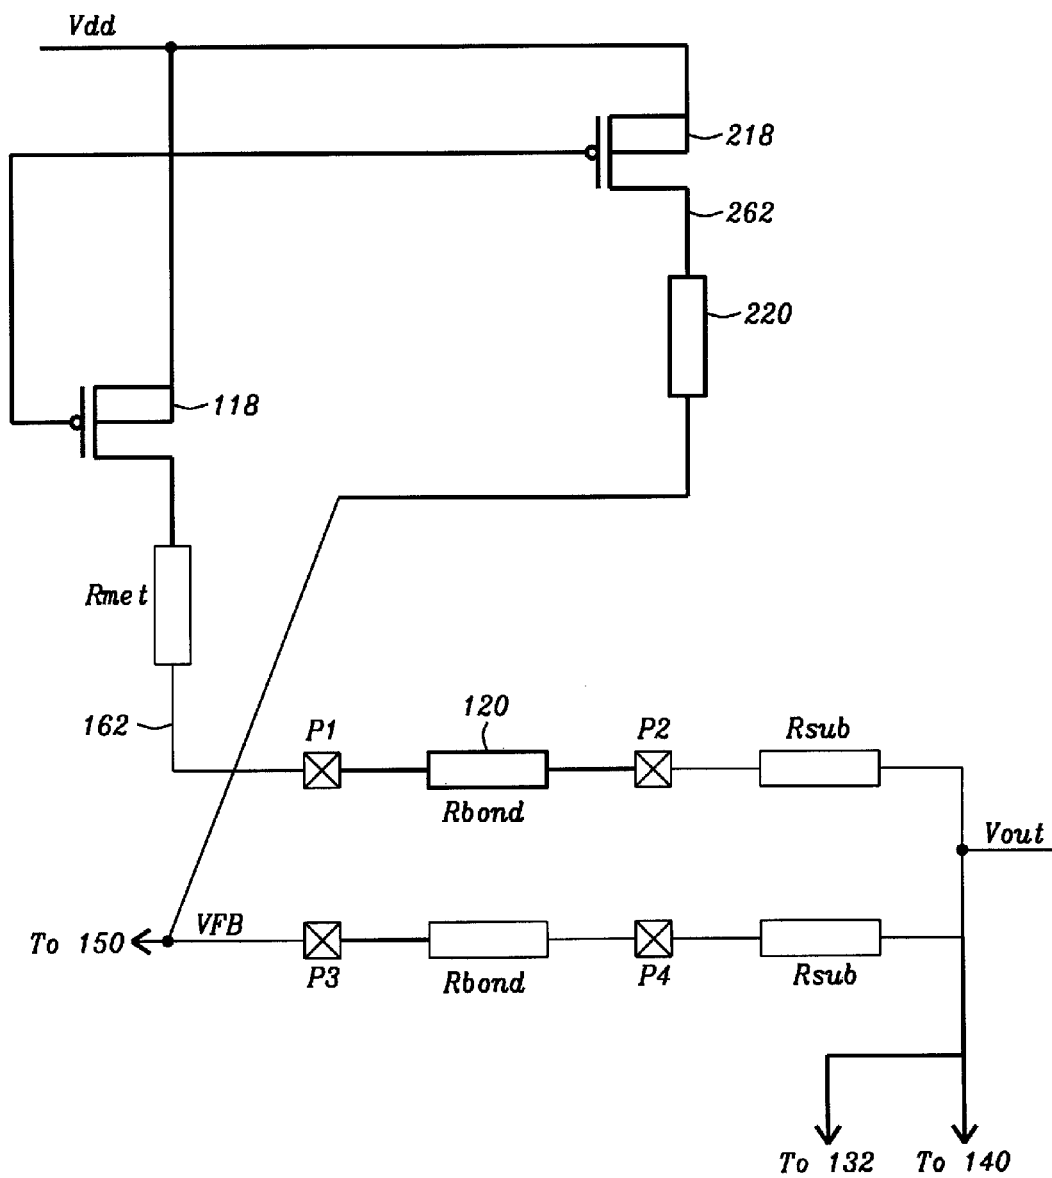 Vdd
218
262
220
118
Rmet
162
P1
120
P2
Rsub
Rbond
Vout
To 150
VFB
P3
Rbond
P4
Rsub
To 132
To 140